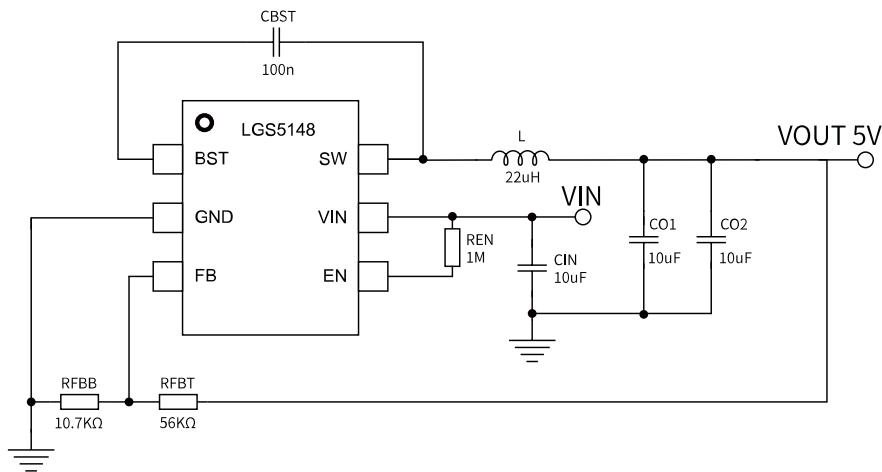 CBST
100n
LGS5148
BST
SW
GND
VIN
FB
EN
L
22uH
VOUT 5V
VIN
REN
1M
CIN
10uF
CO1
10uF
CO2
10uF
RFBB
10.7KΩ
RFBT
56KΩ